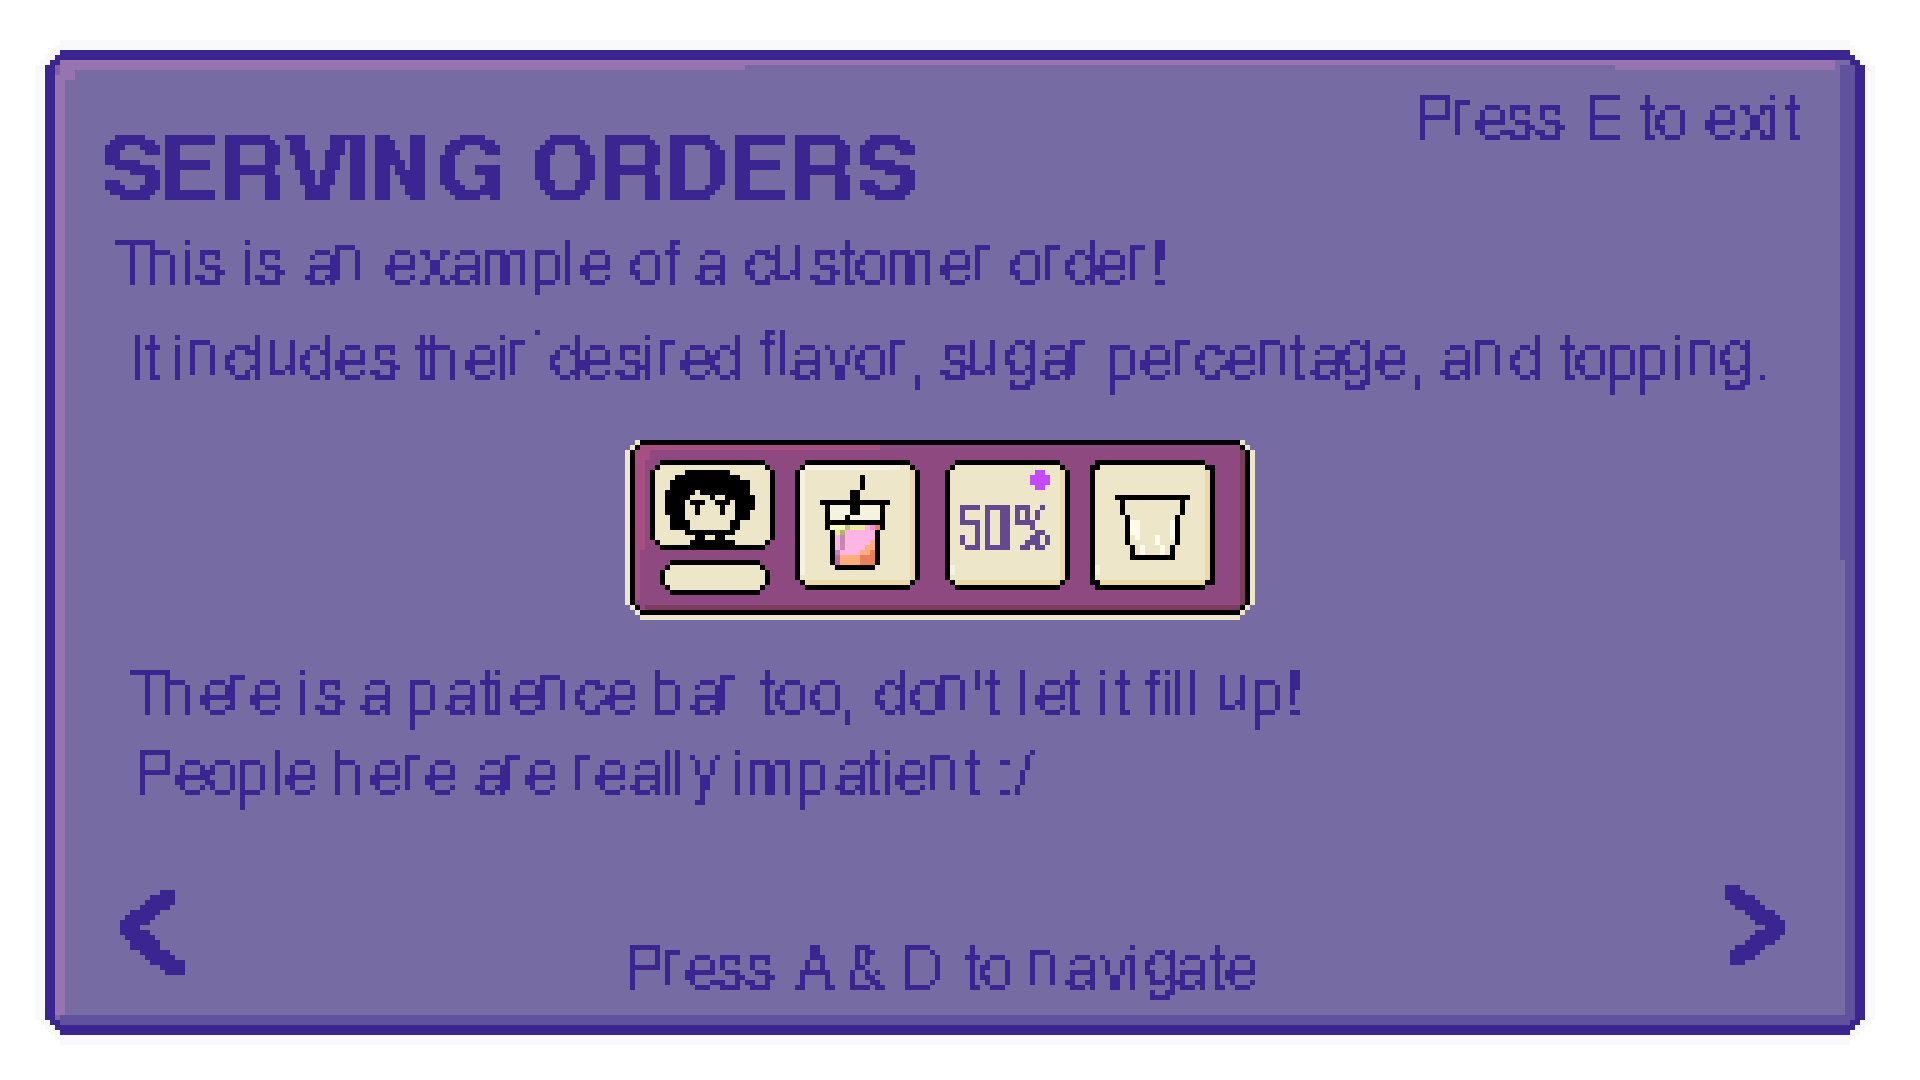 Press E to exit
SERVING ORDERS
This is an example of a customer order!
It includes their desired flavor, sugar percentage, and topping.
50%
There is a patience bar too, don't let it fill up!
People here are really impatient :/
< >
Press A & D to navigate